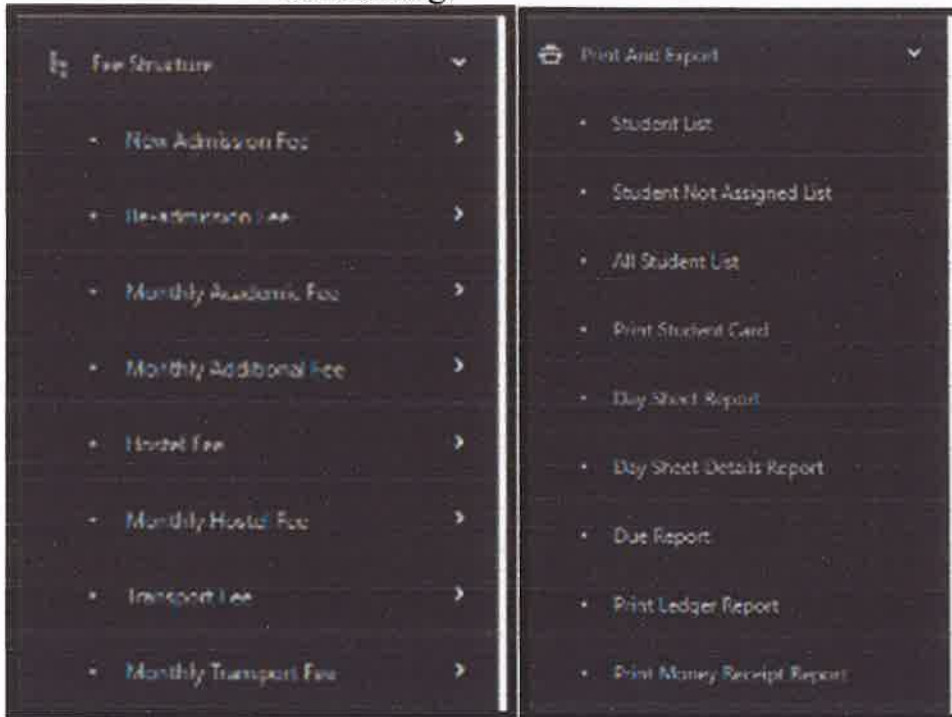 Fee Structure
New Admission Fee
Re-admission Fee
Monthly Academic Fee
Monthly Additional Fee
Hostel Fee
Monthly Hostel Fee
Transport Fee
Monthly Transport Fee
Print And Export
Student List
Student Not Assigned List
All Student List
Print Student Card
Day Sheet Report
Day Sheet Details Report
Due Report
Print Ledger Report
Print Money Receipt Report